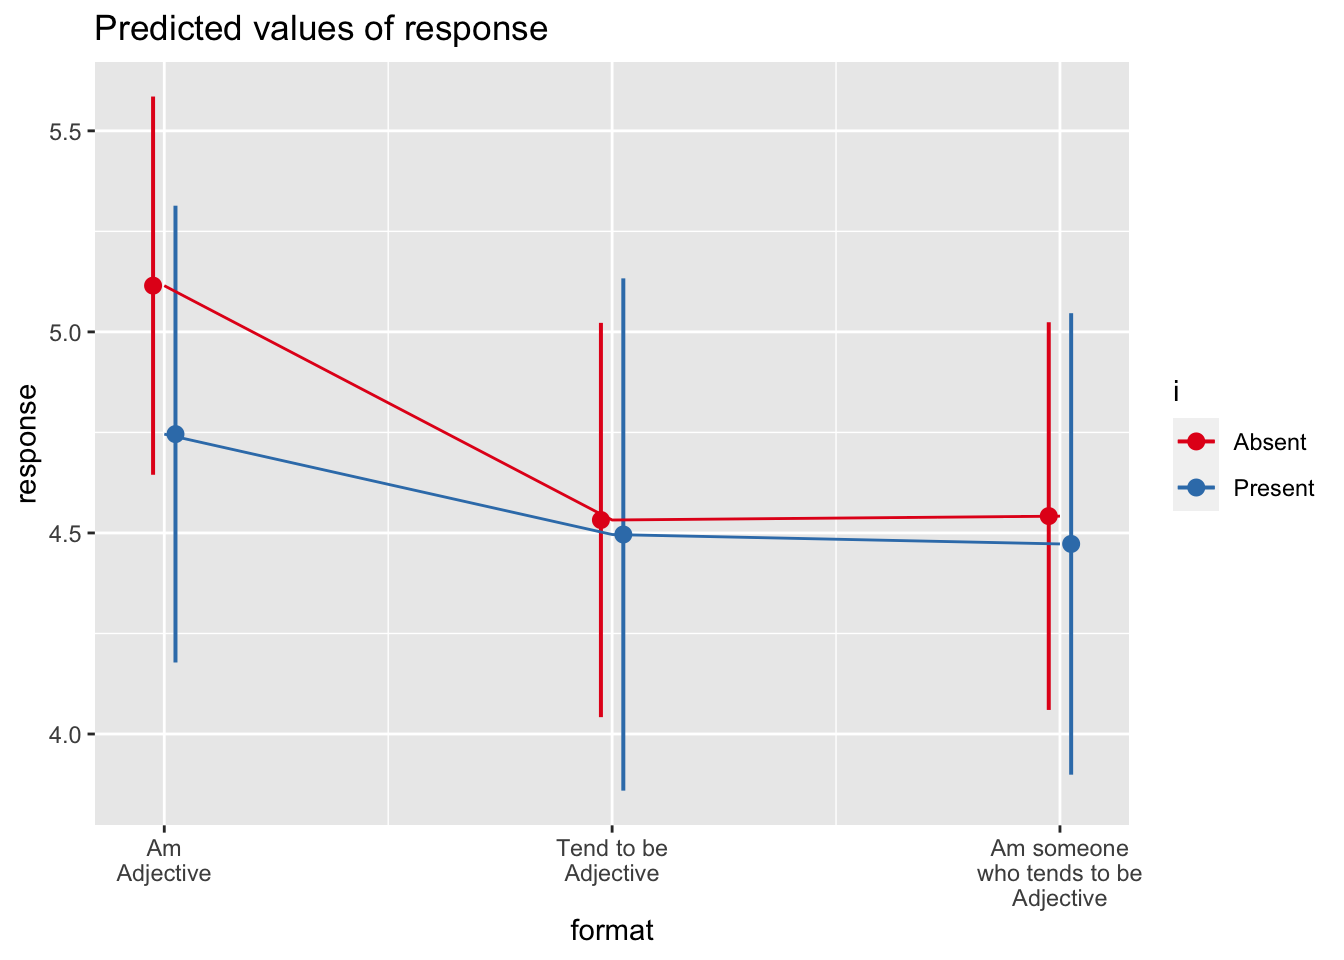 Predicted values of response
response
5.5
5.0
4.5
4.0
Am
Adjective
Tend to be
Adjective
Am someone
who tends to be
Adjective
format
i
Absent
Present